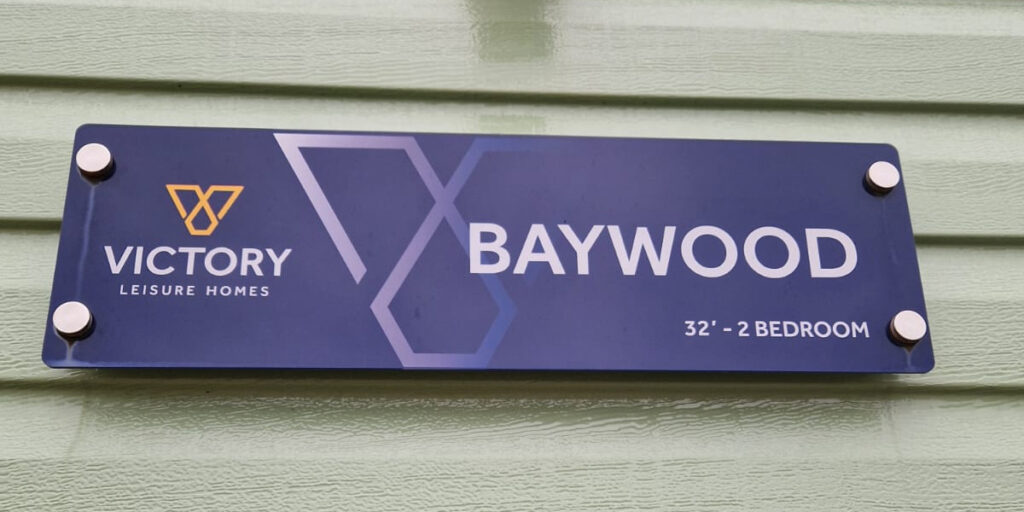 VICTORY
LEISURE HOMES
BAYWOOD
32' - 2 BEDROOM